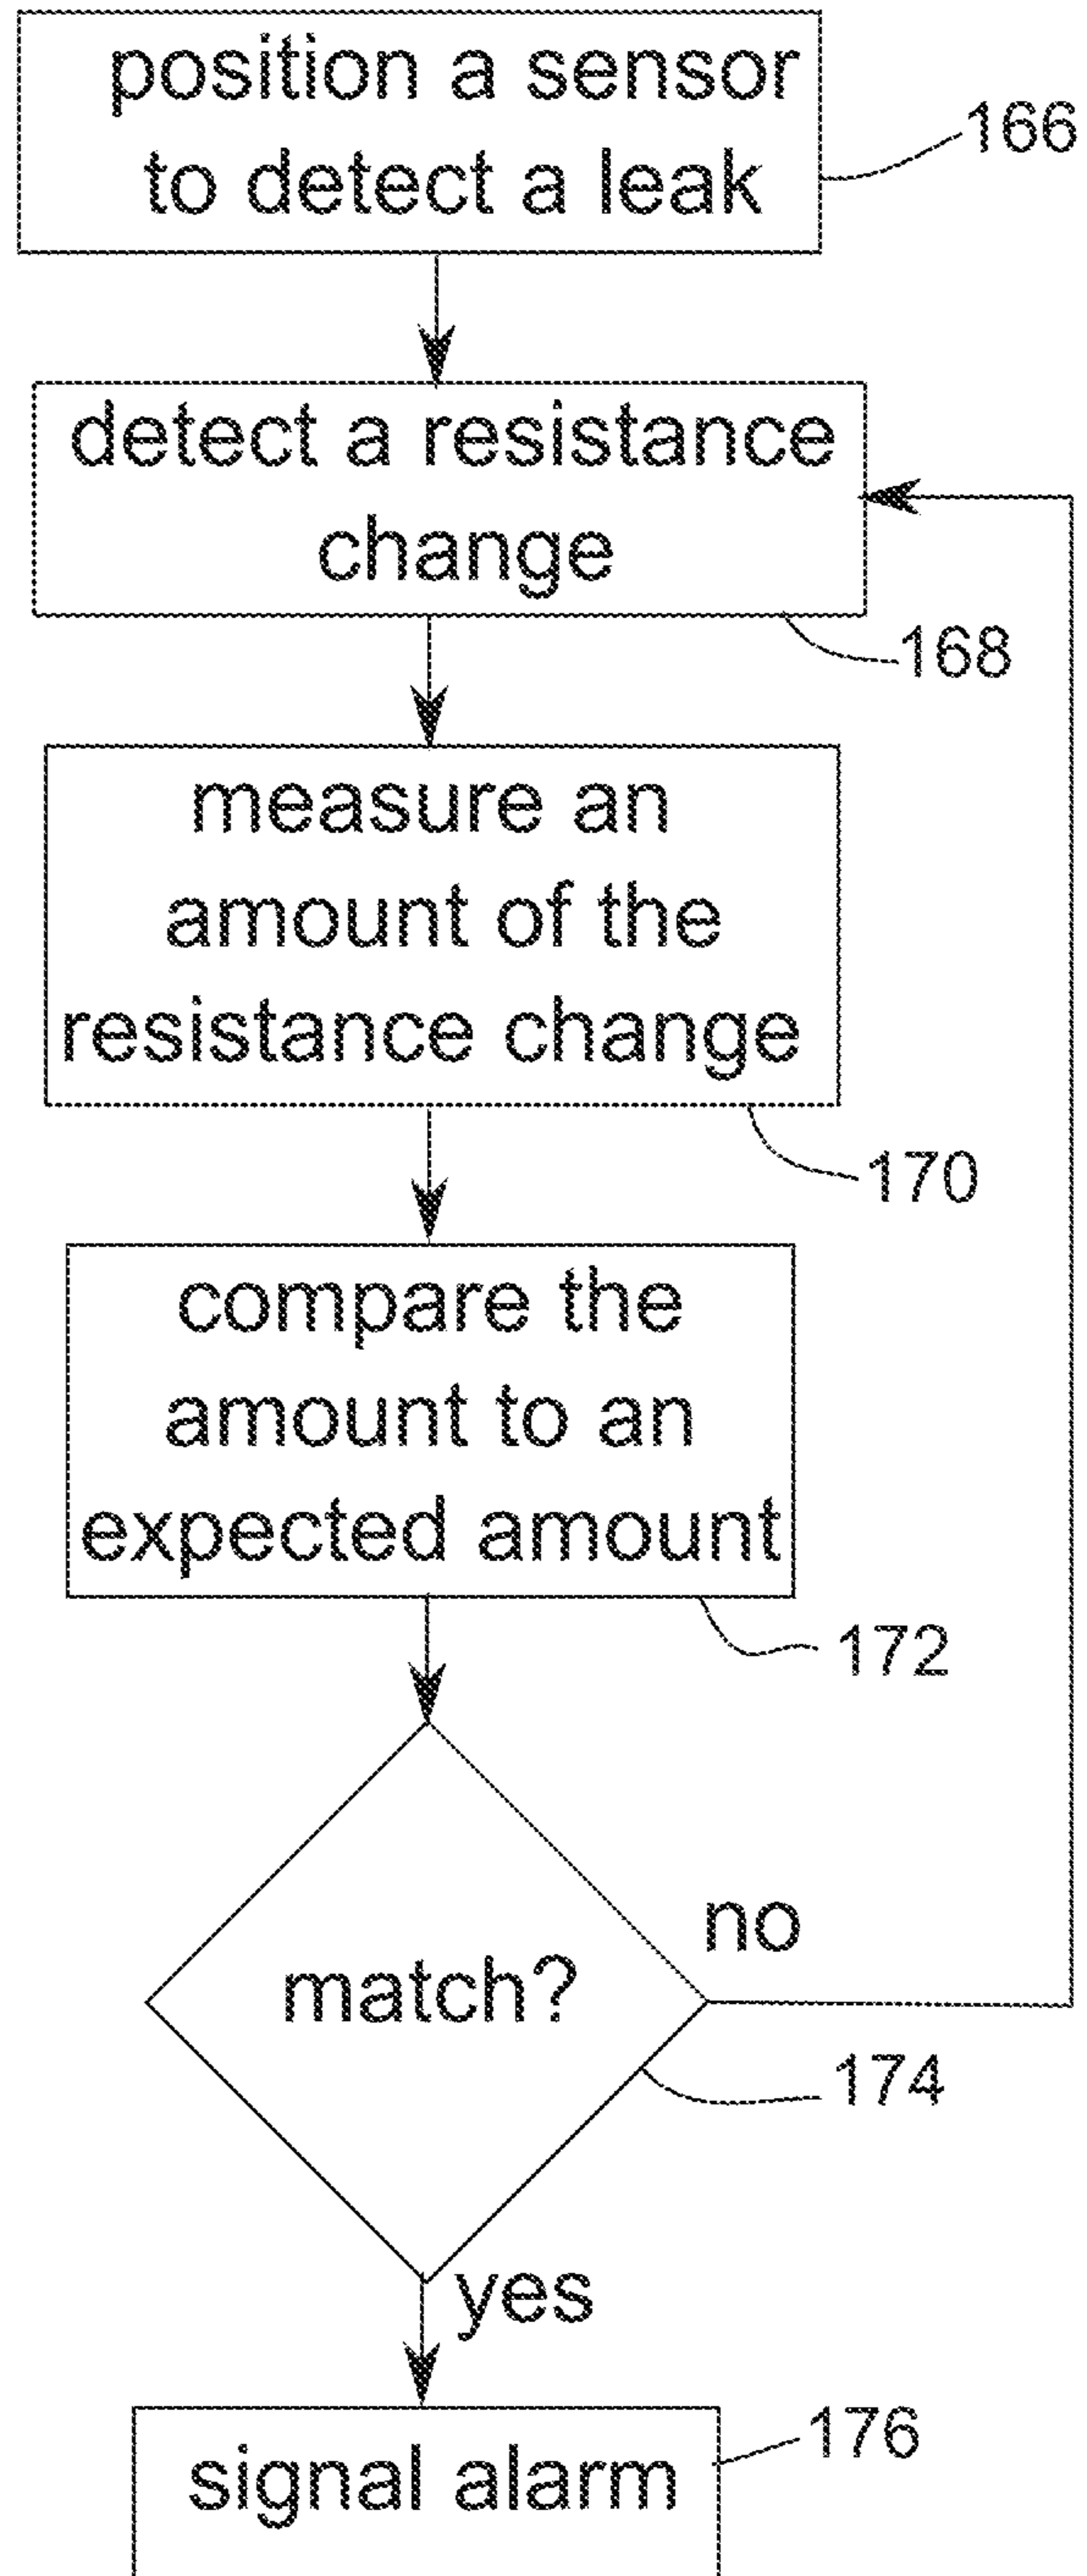 position a sensor
to detect a leak
166
detect a resistance
change
168
measure an
amount of the
resistance change
170
compare the
amount to an
expected amount
172
match?
no
174
yes
signal alarm
176